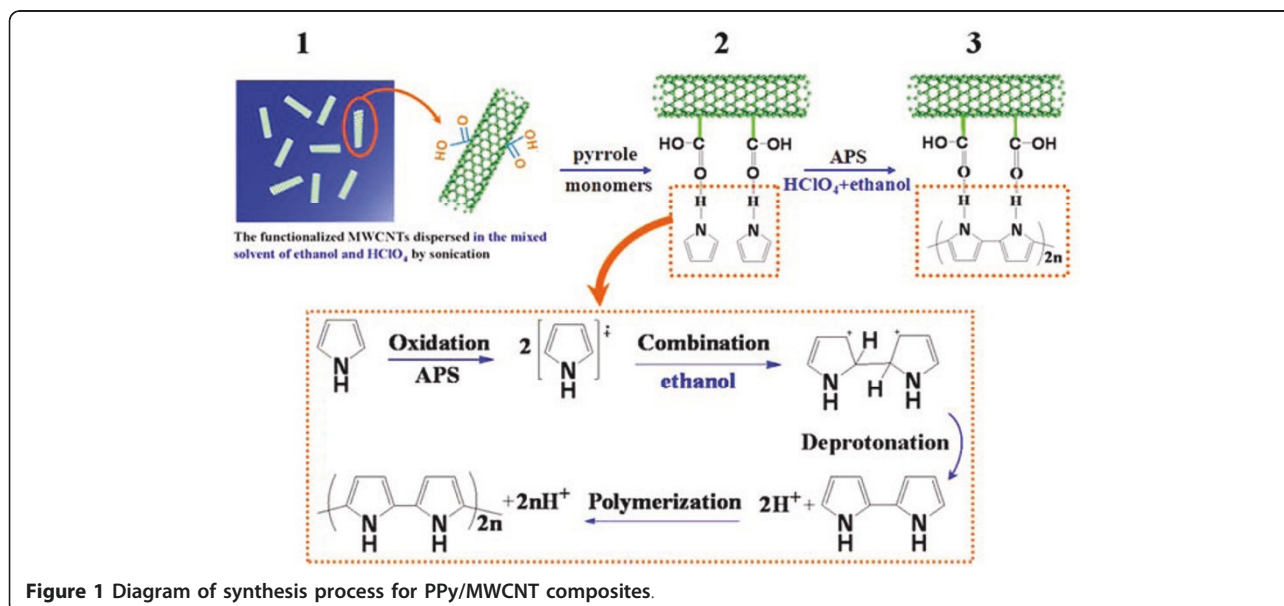 1
2
3
O
HO
OH
O
HO-C
C-OH
HO-C
C-OH
pyrrole
monomers
APS
HClO₄+ethanol
O
O
O
O
H
H
H
H
N
N
N
N
2n
The functionalized MWCNTs dispersed in the mixed
solvent of ethanol and HClO₄ by sonication
N
H
Oxidation
APS
2
N
H
Combination
ethanol
+
H
+
N
H
H
N
H
Deprotonation
N
H
N
H
2n
+2nH⁺
Polymerization
2H⁺+
N
H
N
H
Figure 1 Diagram of synthesis process for PPy/MWCNT composites.